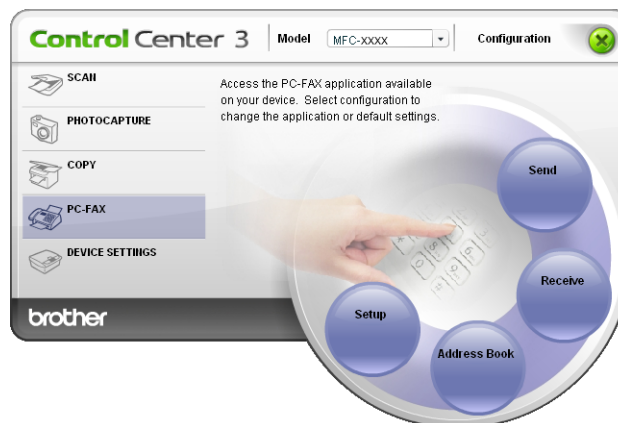 Control Center 3 Model MFC-XXXX Configuration
SCAN
PHOTOCAPTURE
COPY
PC-FAX
DEVICE SETTINGS
Access the PC-FAX application available
on your device. Select configuration to
change the application or default settings.
Send
Receive
Address Book
Setup
brother